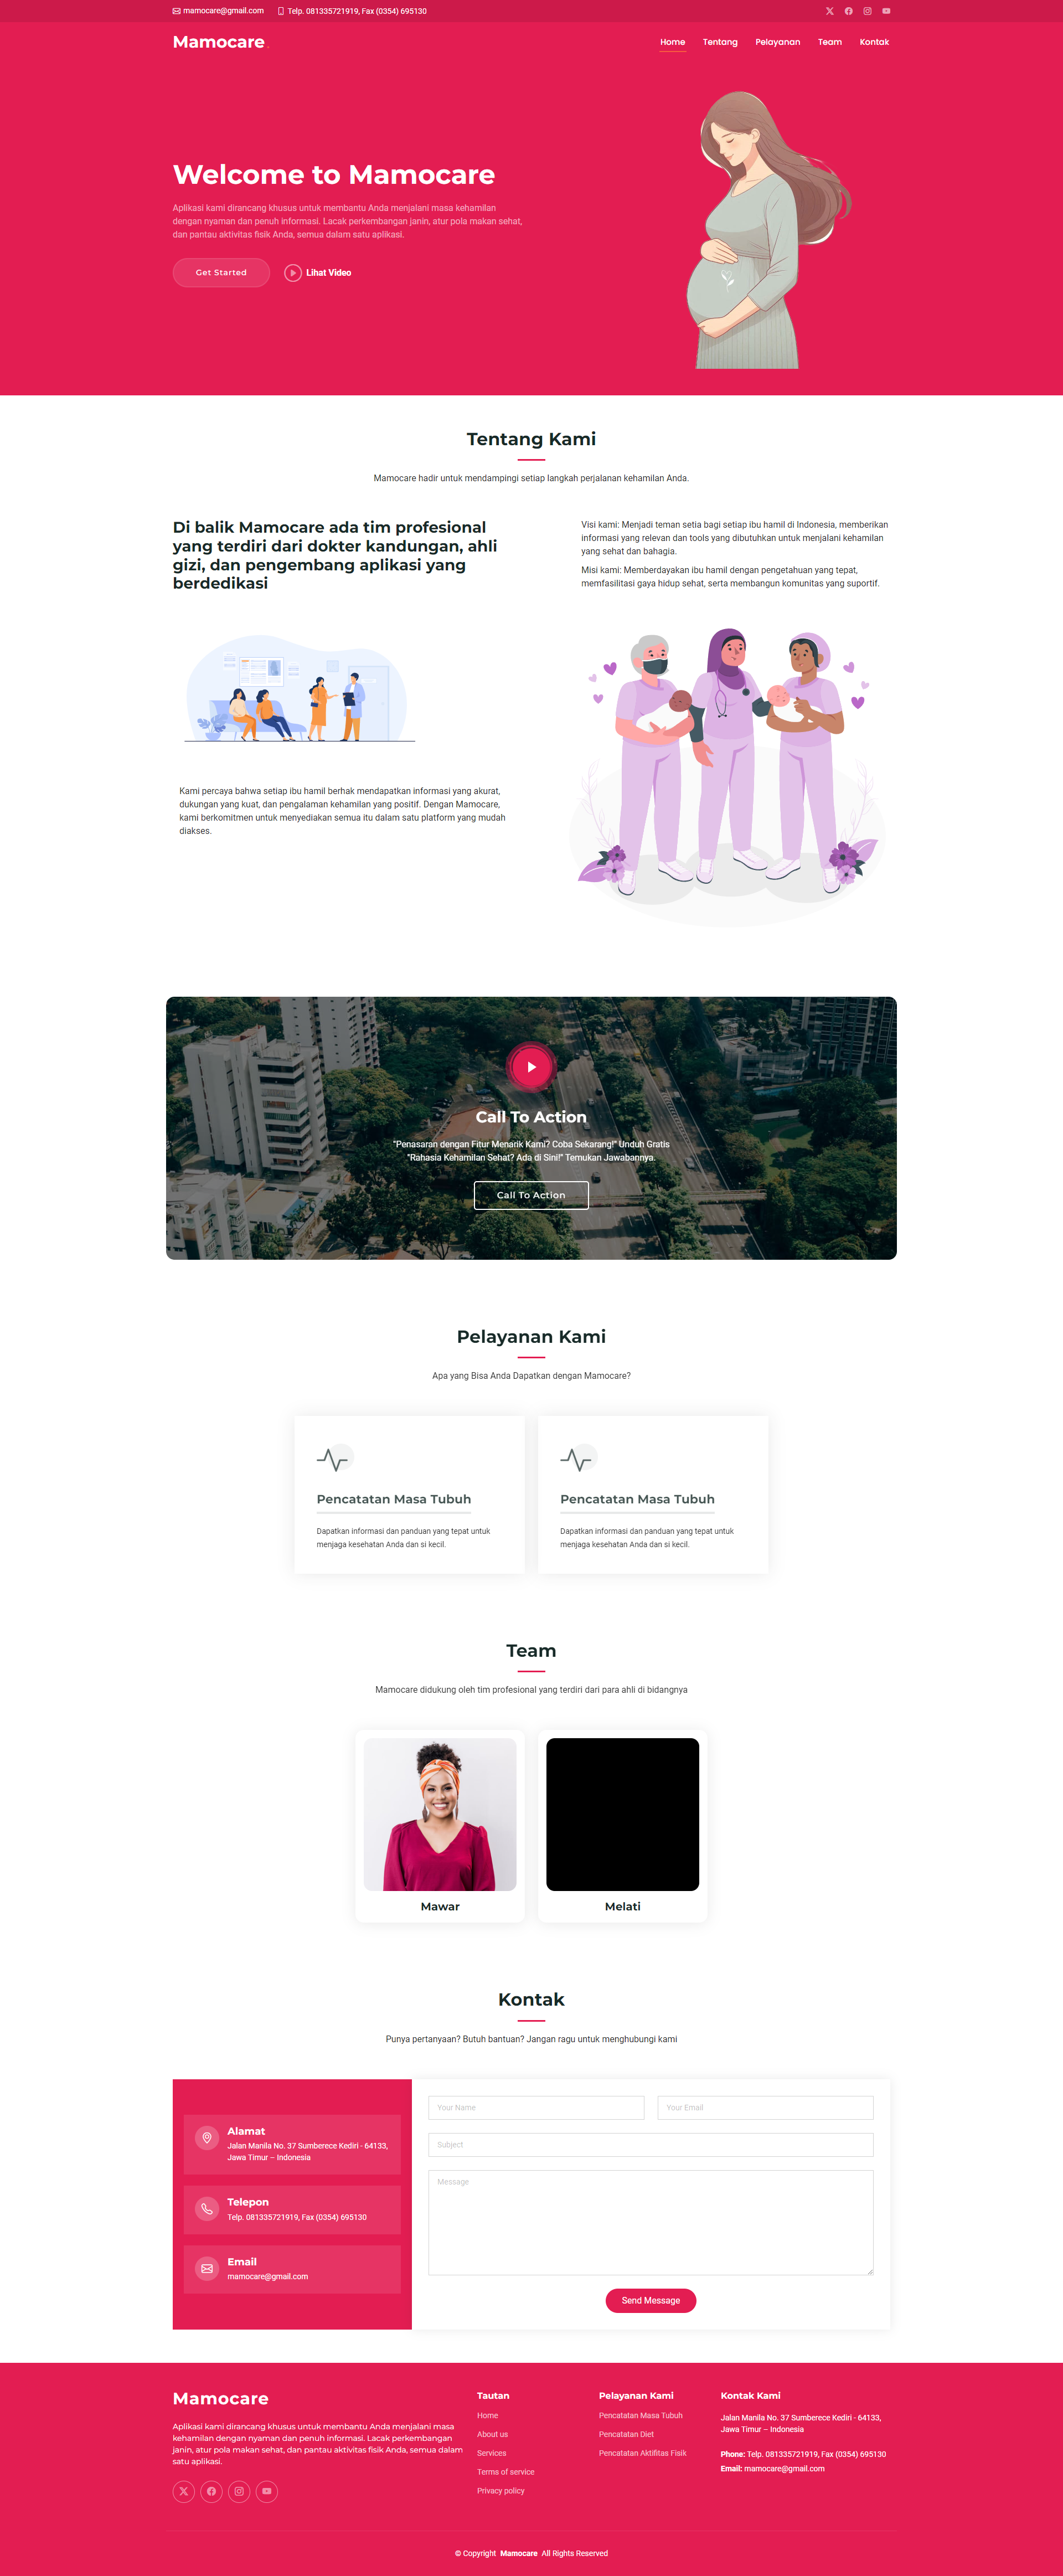 mamocare@gmail.com
Telp. 081335721919, Fax (0354) 695130
Mamocare.
Home
Tentang
Pelayanan
Team
Kontak
Welcome to Mamocare
Aplikasi kami dirancang khusus untuk membantu Anda menjalani masa kehamilan
dengan nyaman dan penuh informasi. Lacak perkembangan janin, atur pola makan sehat,
dan pantau aktivitas fisik Anda, semua dalam satu aplikasi.
Get Started
Lihat Video
Tentang Kami
Mamocare hadir untuk mendampingi setiap langkah perjalanan kehamilan Anda.
Di balik Mamocare ada tim profesional
yang terdiri dari dokter kandungan, ahli
gizi, dan pengembang aplikasi yang
berdedikasi
Kami percaya bahwa setiap ibu hamil berhak mendapatkan informasi yang akurat,
dukungan yang kuat, dan pengalaman kehamilan yang positif. Dengan Mamocare,
kami berkomitmen untuk menyediakan semua itu dalam satu platform yang mudah
diakses.
Visi kami: Menjadi teman setia bagi setiap ibu hamil di Indonesia, memberikan
informasi yang relevan dan tools yang dibutuhkan untuk menjalani kehamilan
yang sehat dan bahagia.
Misi kami: Memberdayakan ibu hamil dengan pengetahuan yang tepat,
memfasilitasi gaya hidup sehat, serta membangun komunitas yang suportif.
Call To Action
"Penasaran dengan Fitur Menarik Kami? Coba Sekarang!" Unduh Gratis
"Rahasia Kehamilan Sehat? Ada di Sini!" Temukan Jawabannya.
Call To Action
Pelayanan Kami
Apa yang Bisa Anda Dapatkan dengan Mamocare?
Pencatatan Masa Tubuh
Dapatkan informasi dan panduan yang tepat untuk
menjaga kesehatan Anda dan si kecil.
Pencatatan Masa Tubuh
Dapatkan informasi dan panduan yang tepat untuk
menjaga kesehatan Anda dan si kecil.
Team
Mamocare didukung oleh tim profesional yang terdiri dari para ahli di bidangnya
Mawar
Melati
Kontak
Punya pertanyaan? Butuh bantuan? Jangan ragu untuk menghubungi kami
Alamat
Jalan Manila No. 37 Sumberece Kediri - 64133,
Jawa Timur – Indonesia
Telepon
Telp. 081335721919, Fax (0354) 695130
Email
mamocare@gmail.com
Your Name
Your Email
Subject
Message
Send Message
Mamocare
Aplikasi kami dirancang khusus untuk membantu Anda menjalani masa
kehamilan dengan nyaman dan penuh informasi. Lacak perkembangan
janin, atur pola makan sehat, dan pantau aktivitas fisik Anda, semua dalam
satu aplikasi.
Tautan
Home
About us
Services
Terms of service
Privacy policy
Pelayanan Kami
Pencatatan Masa Tubuh
Pencatatan Diet
Pencatatan Aktifitas Fisik
Kontak Kami
Jalan Manila No. 37 Sumberece Kediri - 64133,
Jawa Timur – Indonesia
Phone: Telp. 081335721919, Fax (0354) 695130
Email: mamocare@gmail.com
© Copyright Mamocare All Rights Reserved